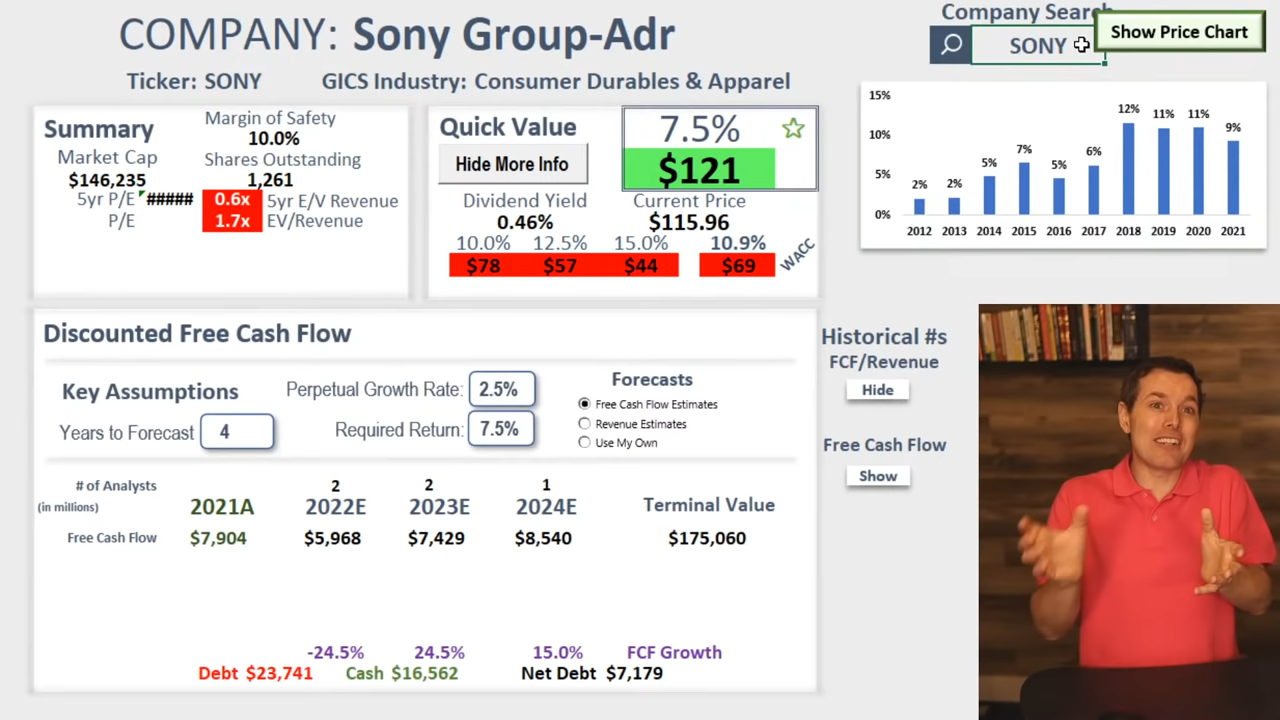 COMPANY: Sony Group-Adr
Ticker: SONY
GICS Industry: Consumer Durables & Apparel
Company Search
SONY
Show Price Chart
Summary
Market Cap
$146,235
Margin of Safety
10.0%
Shares Outstanding
1,261
5yr P/E ##### 0.6x 5yr E/V Revenue
P/E 1.7x EV/Revenue
Quick Value
Hide More Info
7.5%
$121
Dividend Yield
0.46%
Current Price
$115.96
10.0% 12.5% 15.0% 10.9%
$78 $57 $44 $69 WACC
15%
10%
5%
0%
2% 2% 5% 7% 5% 6% 12% 11% 11% 9%
2012 2013 2014 2015 2016 2017 2018 2019 2020 2021
Discounted Free Cash Flow
Key Assumptions
Years to Forecast 4
Perpetual Growth Rate: 2.5%
Required Return: 7.5%
Forecasts
Free Cash Flow Estimates
Revenue Estimates
Use My Own
Historical #s
FCF/Revenue
Hide
Free Cash Flow
Show
# of Analysts 2 2 1
(in millions) 2021A 2022E 2023E 2024E Terminal Value
Free Cash Flow $7,904 $5,968 $7,429 $8,540 $175,060
-24.5% 24.5% 15.0% FCF Growth
Debt $23,741 Cash $16,562 Net Debt $7,179